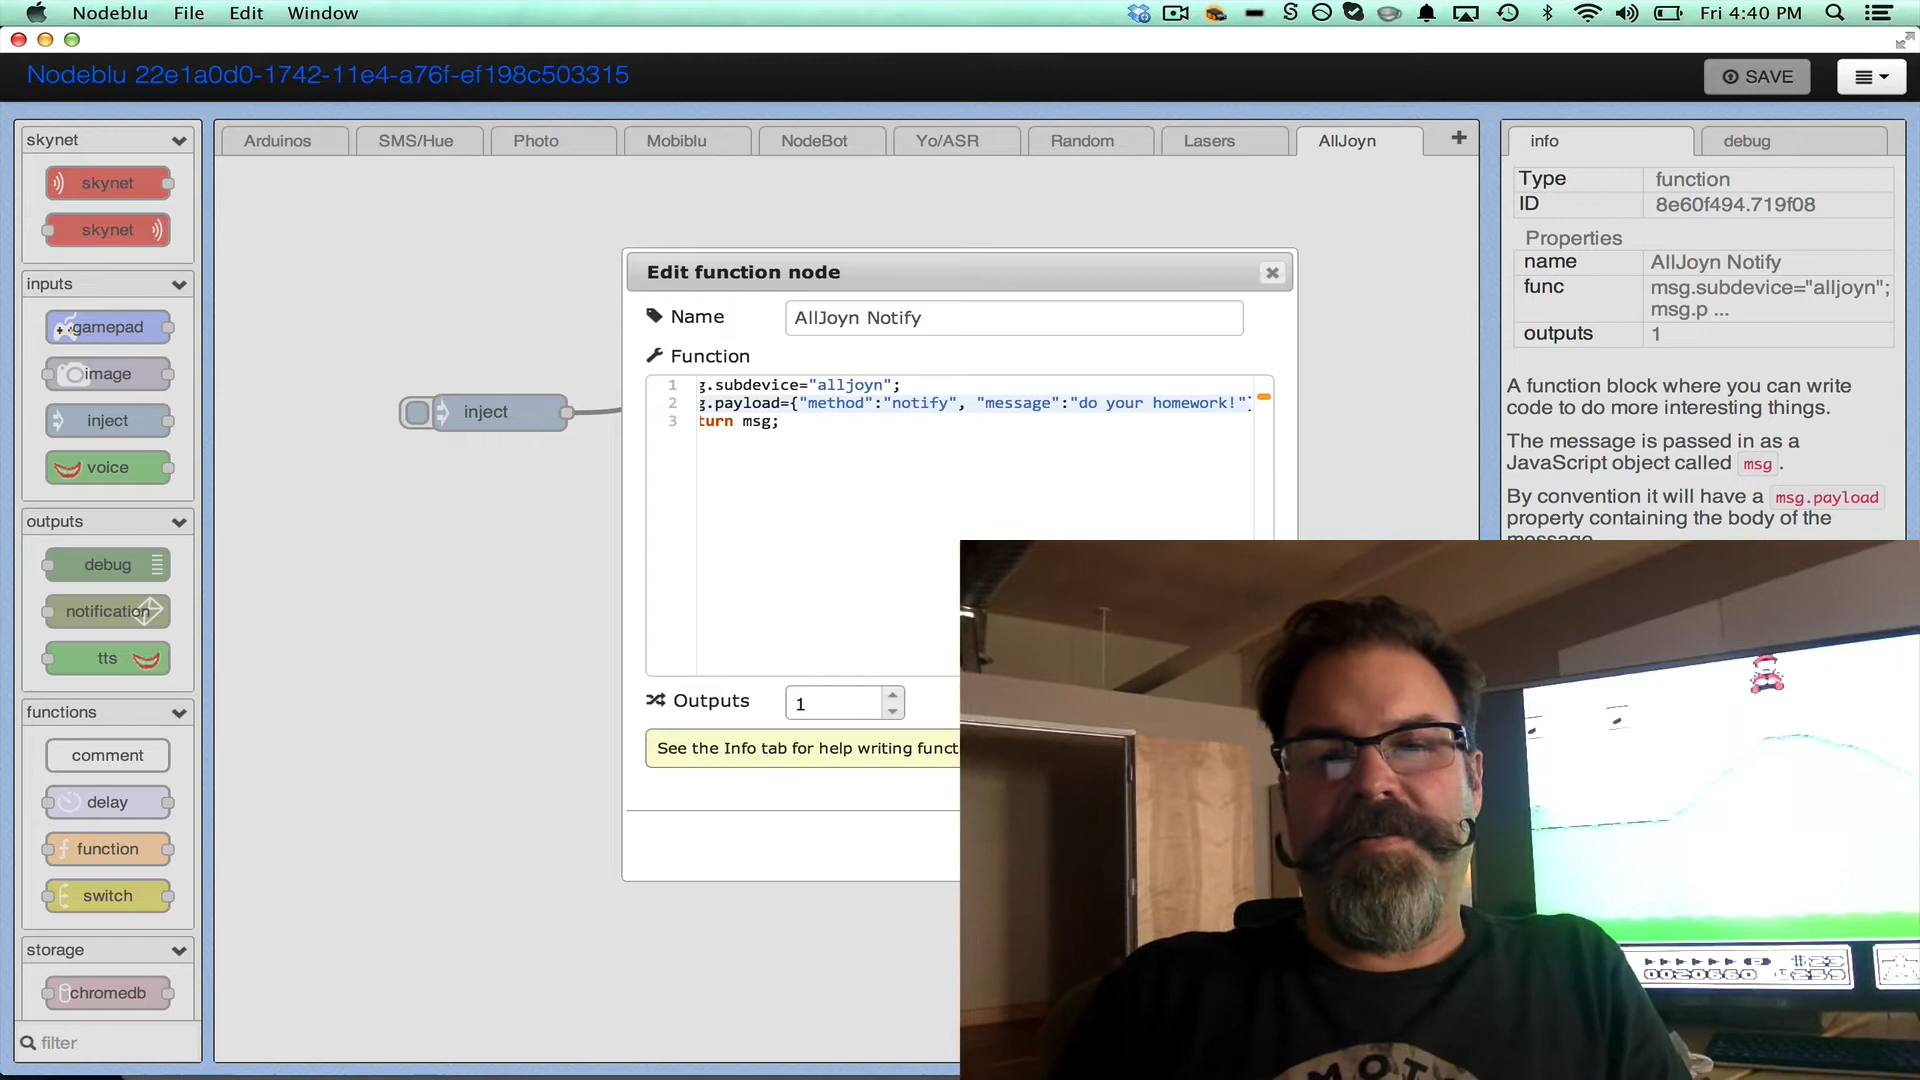 Nodeblu File Edit Window Fri 4:40 PM
Nodeblu 22e1a0d0-1742-11e4-a76f-ef198c503315
SAVE
skynet
skynet
skynet
inputs
gamepad
image
inject
voice
outputs
debug
notification
tts
functions
comment
delay
function
switch
storage
chromedb
filter
Arduinos SMS/Hue Photo Mobiblu NodeBot Yo/ASR Random Lasers AllJoyn
inject
Edit function node
Name AllJoyn Notify
Function
1 g.subdevice="alljoyn";
2 g.payload={"method":"notify", "message":"do your homework!"}
3 turn msg;
Outputs 1
See the Info tab for help writing funct
info debug
Type function
ID 8e60f494.719f08
Properties
name AllJoyn Notify
func msg.subdevice="alljoyn";
msg.p ...
outputs 1
A function block where you can write
code to do more interesting things.
The message is passed in as a
JavaScript object called msg .
By convention it will have a msg.payload
property containing the body of the
message
0020660